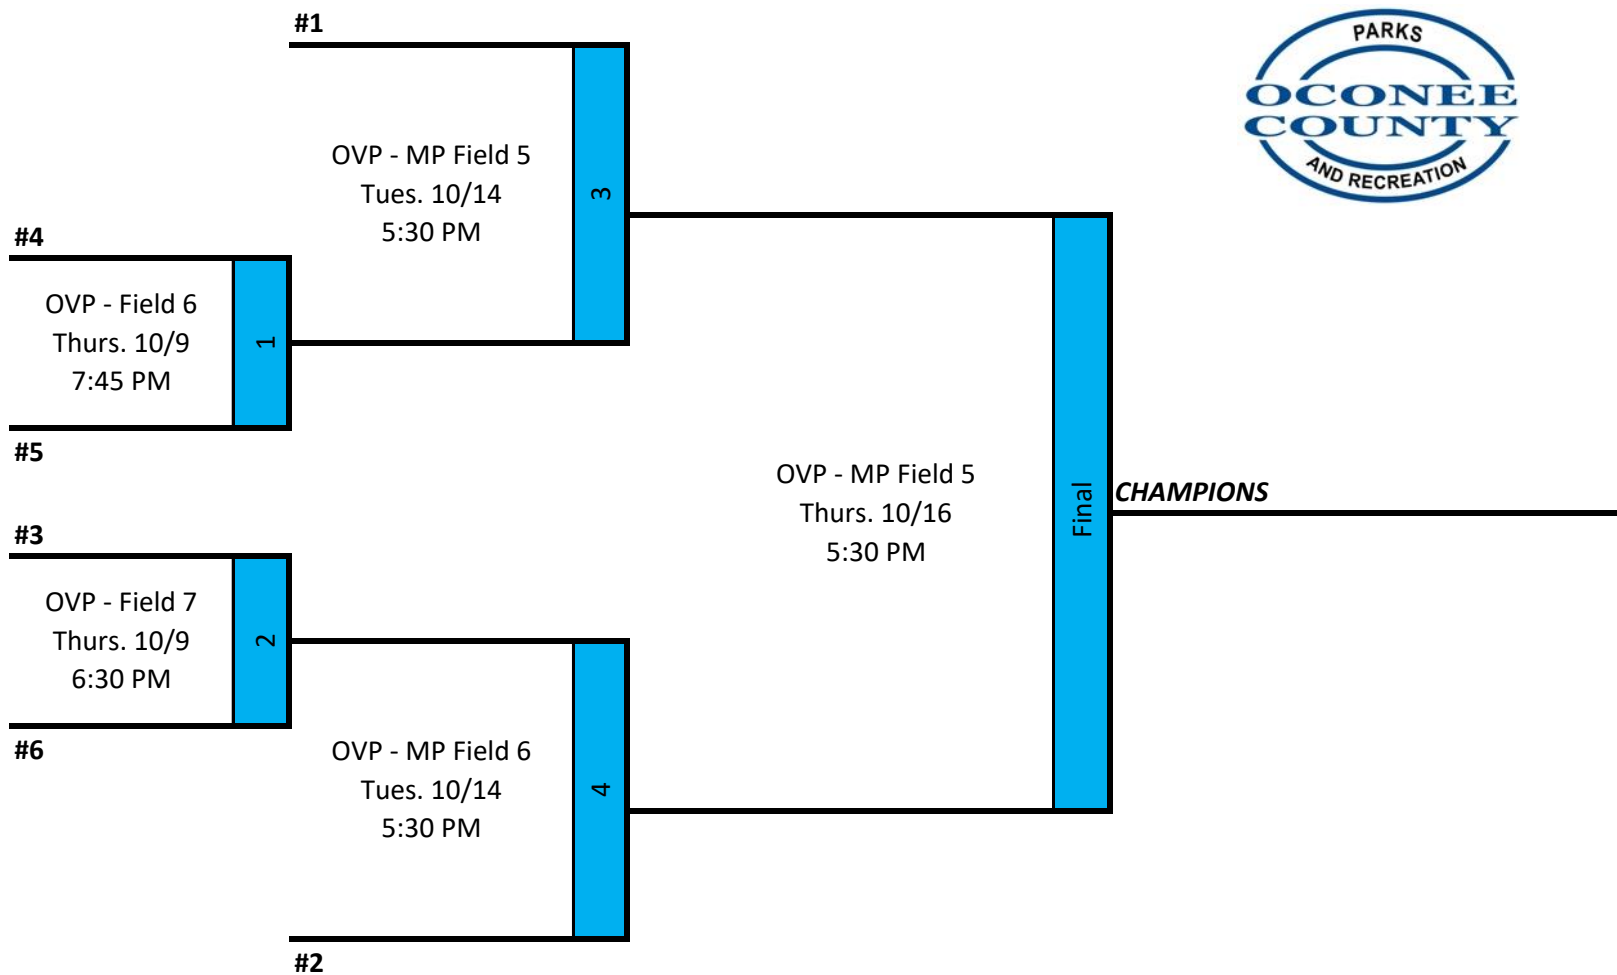 #1
PARKS
OCONEE
COUNTY
AND RECREATION
OVP - MP Field 5
Tues. 10/14
5:30 PM
3
#4
OVP - Field 6
Thurs. 10/9
7:45 PM
1
#5
OVP - MP Field 5
Thurs. 10/16
5:30 PM
Final
CHAMPIONS
#3
OVP - Field 7
Thurs. 10/9
6:30 PM
2
#6
OVP - MP Field 6
Tues. 10/14
5:30 PM
4
#2